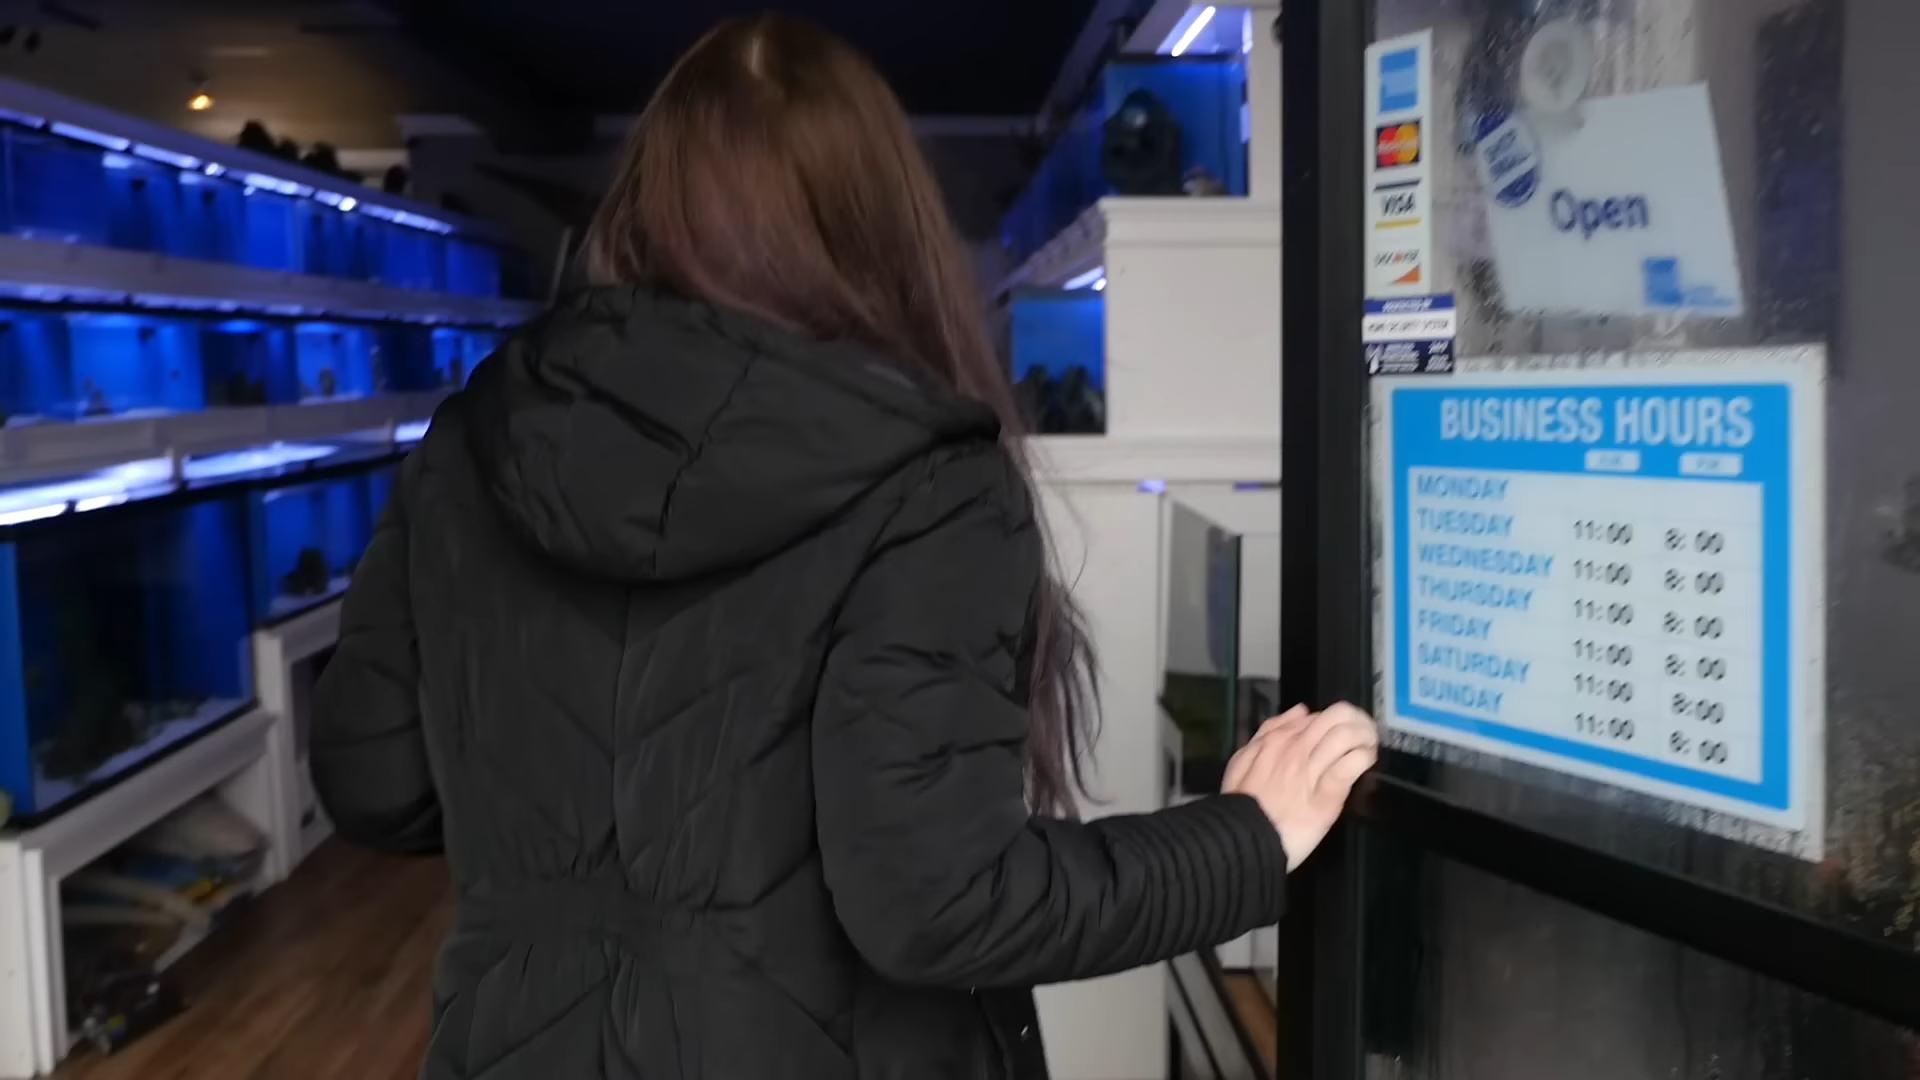 VISA
Open
BUSINESS HOURS
MONDAY
TUESDAY 11:00 8:00
WEDNESDAY 11:00 8:00
THURSDAY 11:00 8:00
FRIDAY 11:00 8:00
SATURDAY 11:00 8:00
SUNDAY 11:00 8:00